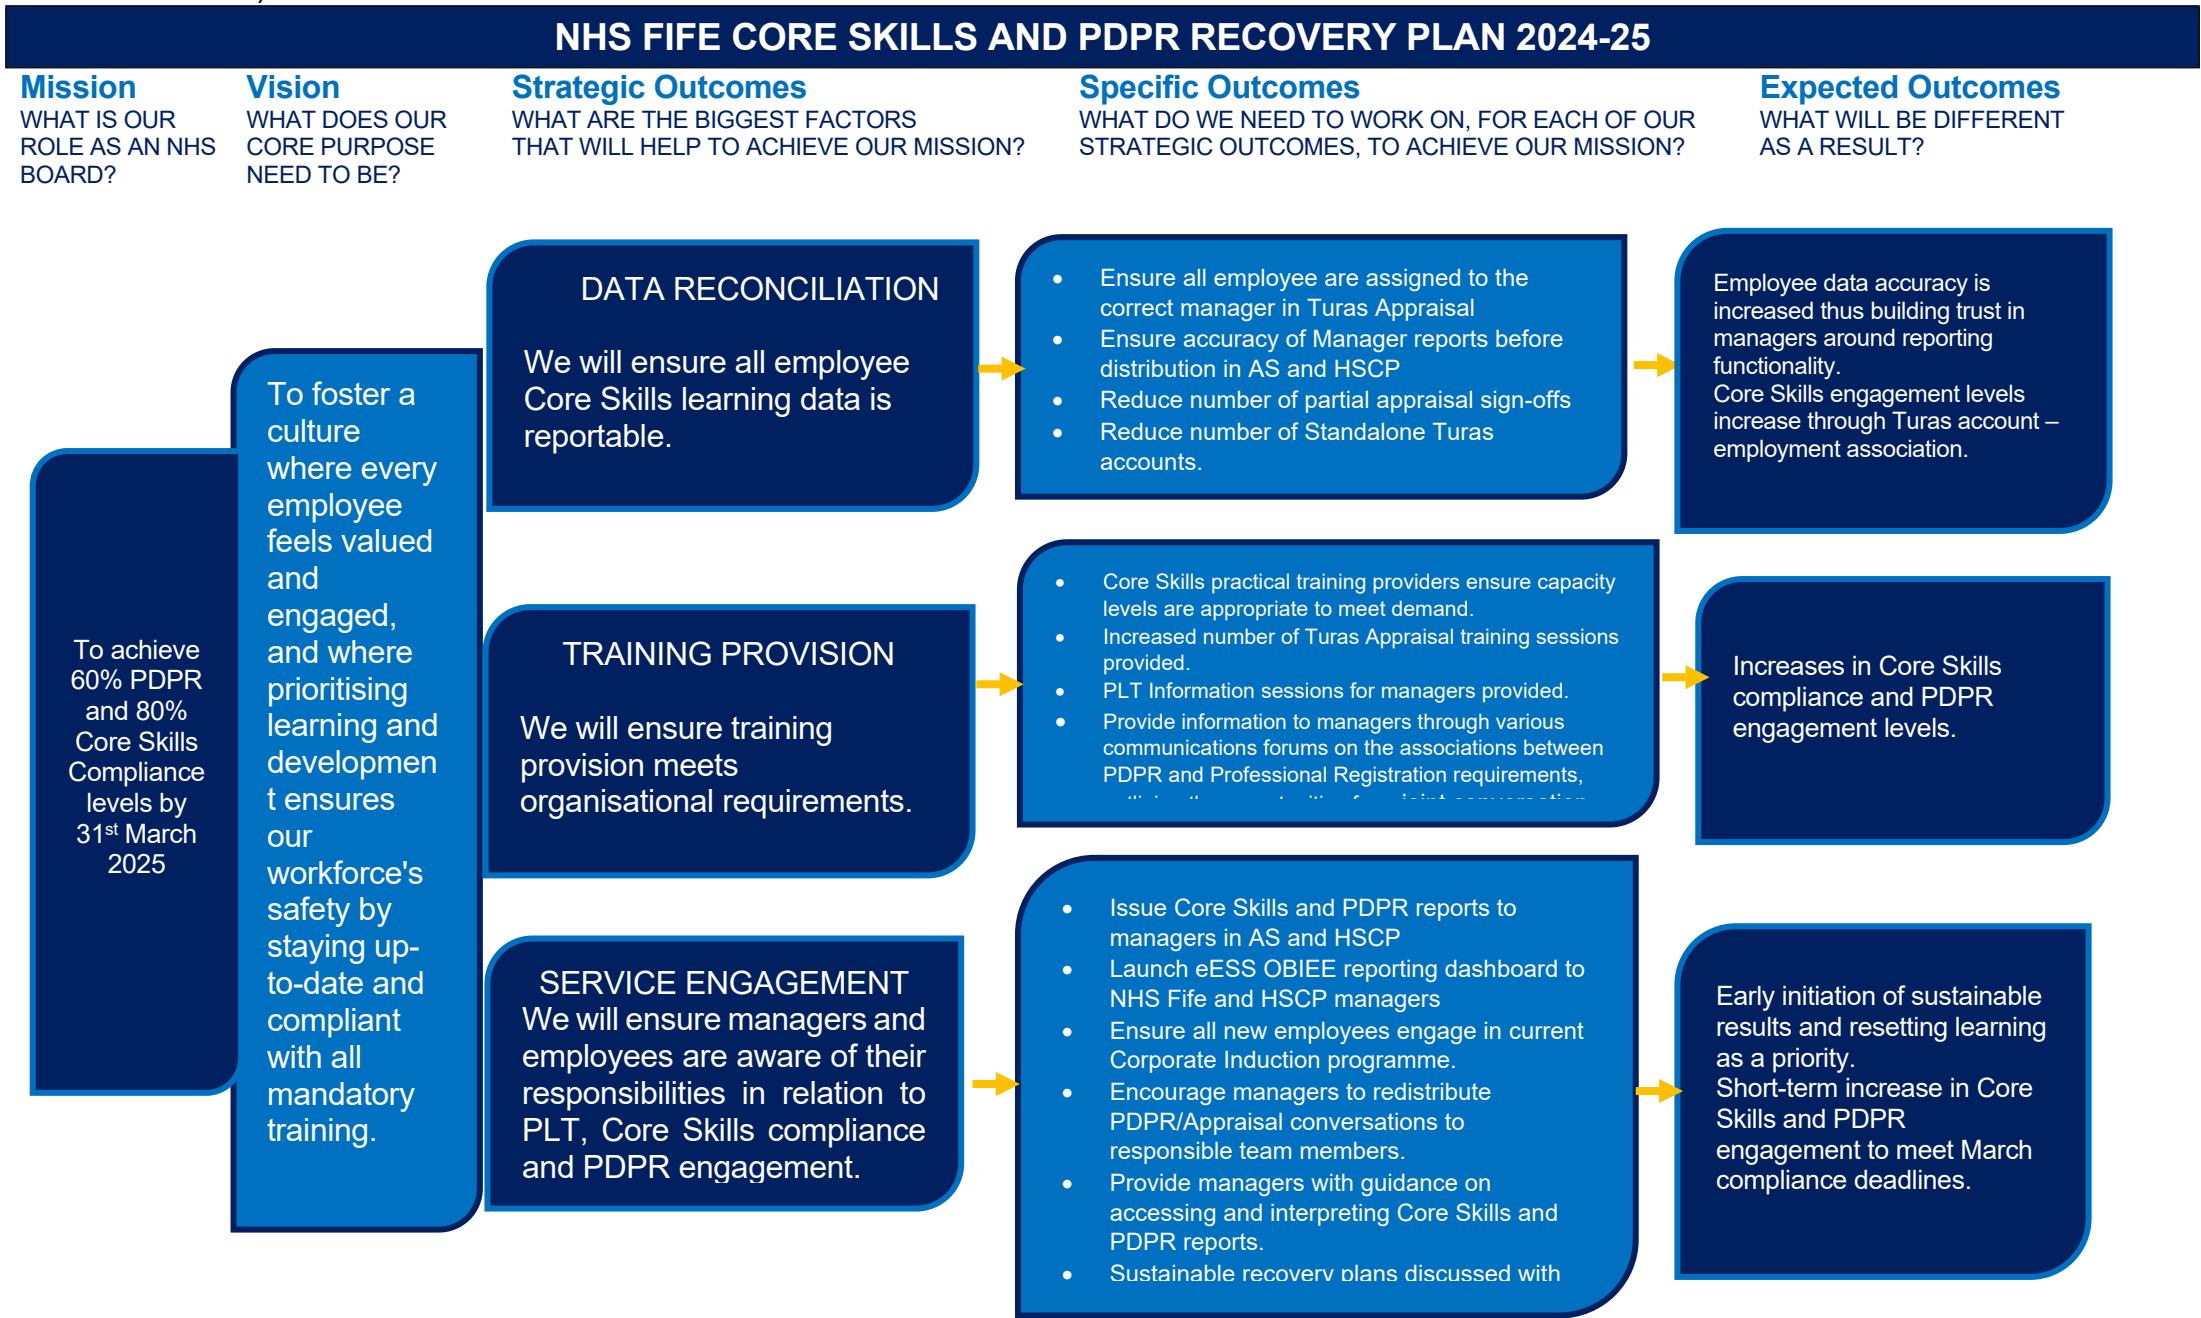 NHS FIFE CORE SKILLS AND PDPR RECOVERY PLAN 2024-25
Mission
WHAT IS OUR
ROLE AS AN NHS
BOARD?
Vision
WHAT DOES OUR
CORE PURPOSE
NEED TO BE?
Strategic Outcomes
WHAT ARE THE BIGGEST FACTORS
THAT WILL HELP TO ACHIEVE OUR MISSION?
Specific Outcomes
WHAT DO WE NEED TO WORK ON, FOR EACH OF OUR
STRATEGIC OUTCOMES, TO ACHIEVE OUR MISSION?
Expected Outcomes
WHAT WILL BE DIFFERENT
AS A RESULT?
To achieve
60% PDPR
and 80%
Core Skills
Compliance
levels by
31st March
2025
To foster a
culture
where every
employee
feels valued
and
engaged,
and where
prioritising
learning and
developmen
t ensures
our
workforce's
safety by
staying up-
to-date and
compliant
with all
mandatory
training.
DATA RECONCILIATION
We will ensure all employee
Core Skills learning data is
reportable.
• Ensure all employee are assigned to the
correct manager in Turas Appraisal
• Ensure accuracy of Manager reports before
distribution in AS and HSCP
• Reduce number of partial appraisal sign-offs
• Reduce number of Standalone Turas
accounts.
Employee data accuracy is
increased thus building trust in
managers around reporting
functionality.
Core Skills engagement levels
increase through Turas account –
employment association.
TRAINING PROVISION
We will ensure training
provision meets
organisational requirements.
• Core Skills practical training providers ensure capacity
levels are appropriate to meet demand.
• Increased number of Turas Appraisal training sessions
provided.
• PLT Information sessions for managers provided.
• Provide information to managers through various
communications forums on the associations between
PDPR and Professional Registration requirements,
joint conversation
Increases in Core Skills
compliance and PDPR
engagement levels.
SERVICE ENGAGEMENT
We will ensure managers and
employees are aware of their
responsibilities in relation to
PLT, Core Skills compliance
and PDPR engagement.
• Issue Core Skills and PDPR reports to
managers in AS and HSCP
• Launch eESS OBIEE reporting dashboard to
NHS Fife and HSCP managers
• Ensure all new employees engage in current
Corporate Induction programme.
• Encourage managers to redistribute
PDPR/Appraisal conversations to
responsible team members.
• Provide managers with guidance on
accessing and interpreting Core Skills and
PDPR reports.
• Sustainable recovery plans discussed with
Early initiation of sustainable
results and resetting learning
as a priority.
Short-term increase in Core
Skills and PDPR
engagement to meet March
compliance deadlines.